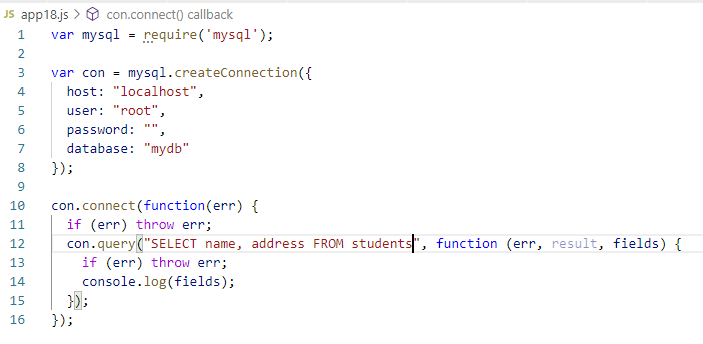 JS app18.js > con.connect() callback
1 var mysql = require('mysql');
2
3 var con = mysql.createConnection({
4   host: "localhost",
5   user: "root",
6   password: "",
7   database: "mydb"
8 });
9
10 con.connect(function(err) {
11   if (err) throw err;
12   con.query("SELECT name, address FROM students", function (err, result, fields) {
13     if (err) throw err;
14     console.log(fields);
15   });
16 });